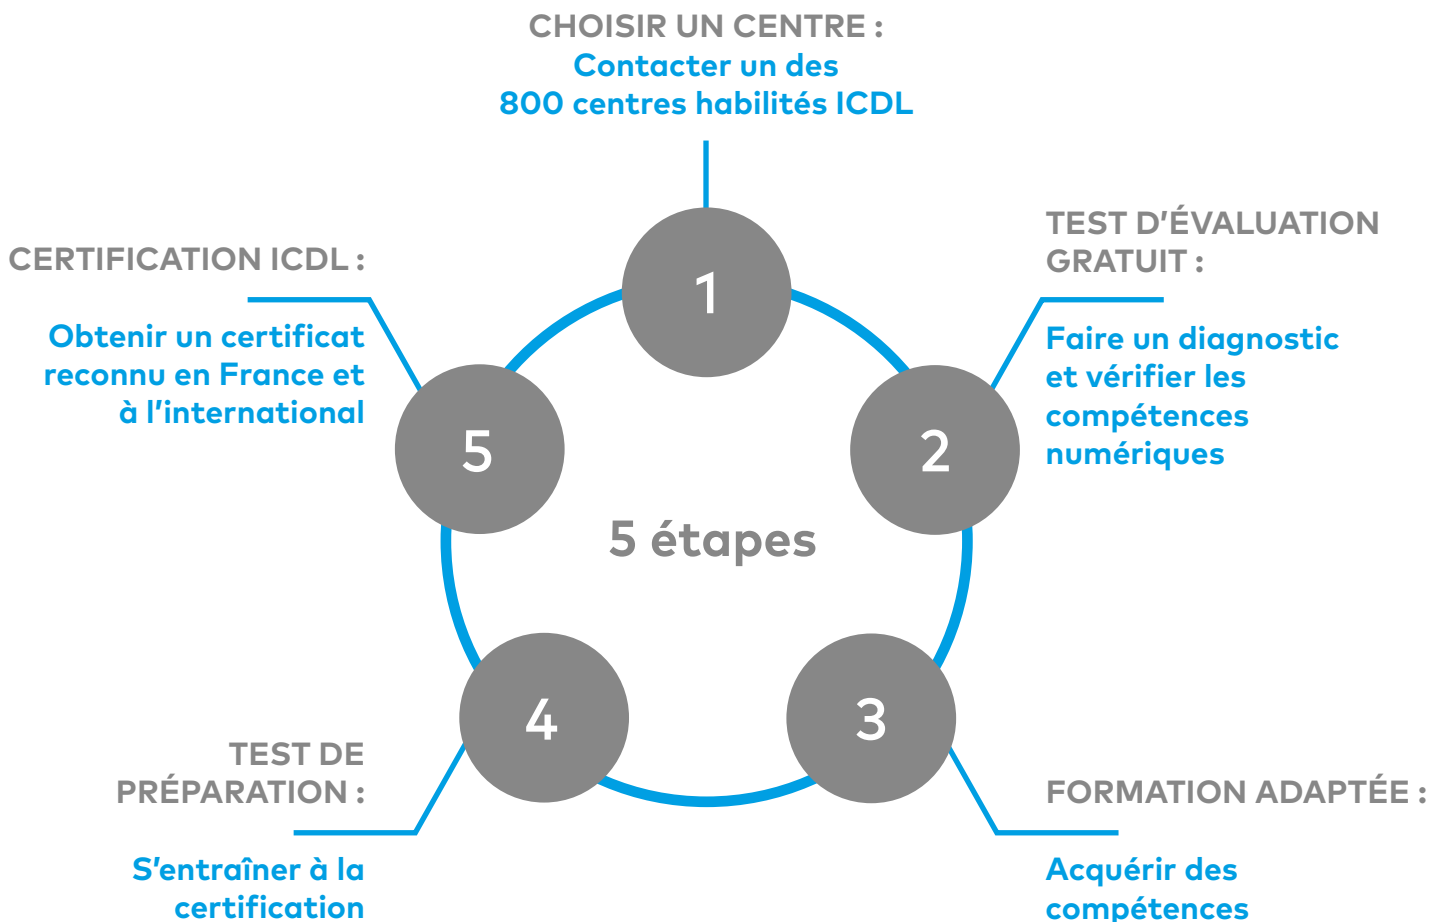 CHOISIR UN CENTRE :
Contacter un des
800 centres habilités ICDL
1
TEST D'ÉVALUATION
GRATUIT :
Faire un diagnostic
et vérifier les
compétences
numériques
2
FORMATION ADAPTÉE :
Acquérir des
compétences
3
TEST DE
PRÉPARATION :
S'entraîner à la
certification
4
CERTIFICATION ICDL :
Obtenir un certificat
reconnu en France et
à l'international
5
5 étapes